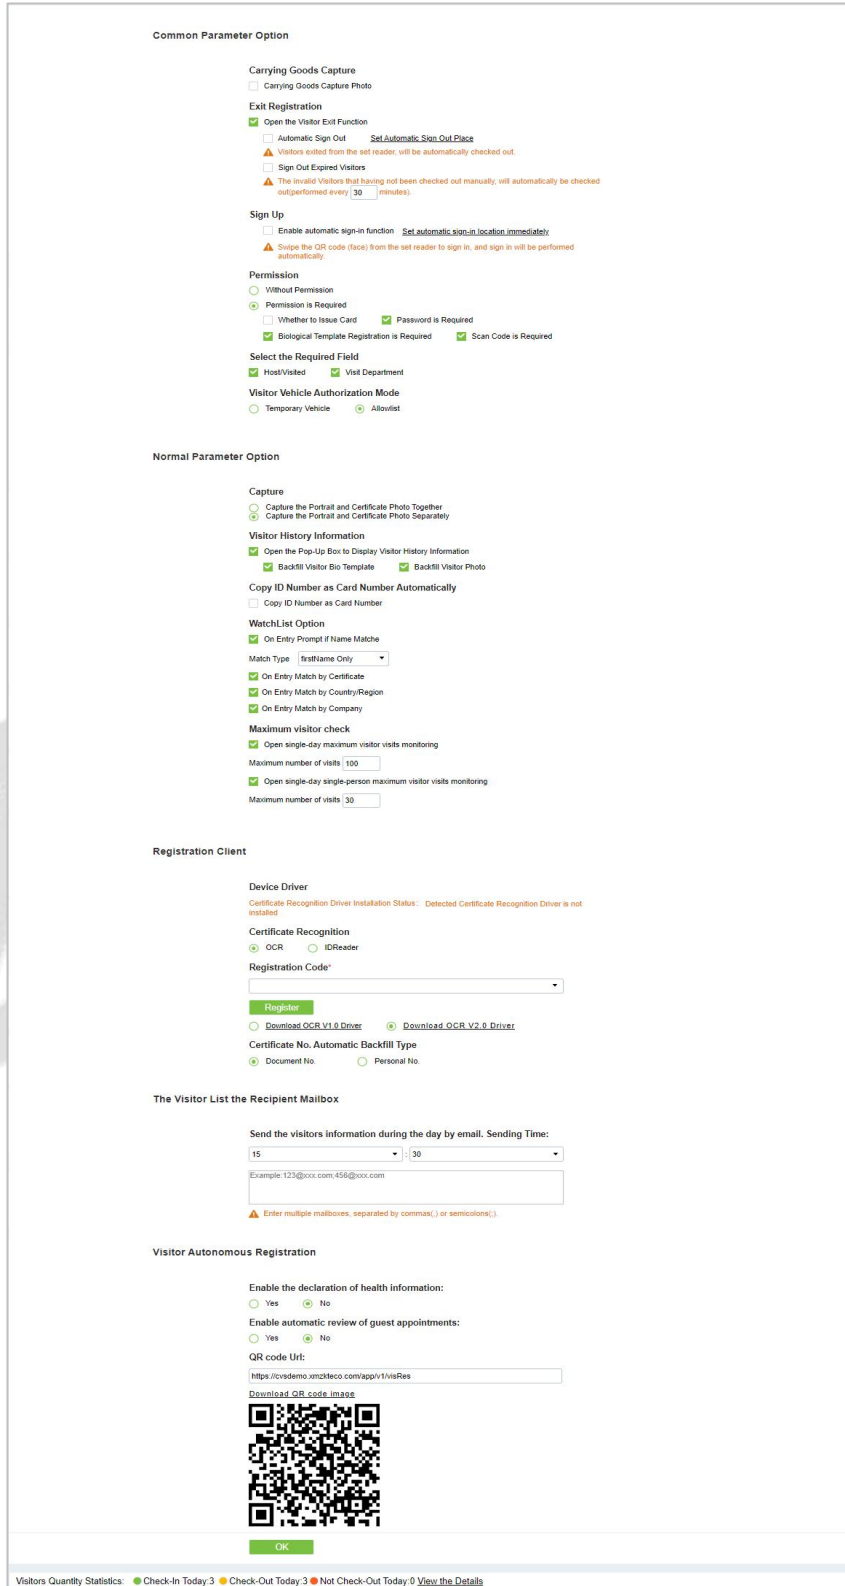 Common Parameter Option
Carrying Goods Capture
Carrying Goods Capture Photo
Exit Registration
Open the Visitor Exit Function
Automatic Sign Out Set Automatic Sign Out Place
Visitors exited from the set reader, will be automatically checked out.
Sign Out Expired Visitors
The invalid Visitors that having not been checked out manually, will automatically be checked
out(performed every 30 minutes).
Sign Up
Enable automatic sign-in function Set automatic sign-in location immediately
Swipe the QR code (face) from the set reader to sign in, and sign in will be performed
automatically.
Permission
Without Permission
Permission is Required
Whether to Issue Card Password is Required
Biological Template Registration is Required Scan Code is Required
Select the Required Field
Host/Visited Visit Department
Visitor Vehicle Authorization Mode
Temporary Vehicle Allowlist
Normal Parameter Option
Capture
Capture the Portrait and Certificate Photo Together
Capture the Portrait and Certificate Photo Separately
Visitor History Information
Open the Pop-Up Box to Display Visitor History Information
Backfill Visitor Bio Template Backfill Visitor Photo
Copy ID Number as Card Number Automatically
Copy ID Number as Card Number
WatchList Option
On Entry Prompt if Name Matche
Match Type firstName Only
On Entry Match by Certificate
On Entry Match by Country/Region
On Entry Match by Company
Maximum visitor check
Open single-day maximum visitor visits monitoring
Maximum number of visits 100
Open single-day single-person maximum visitor visits monitoring
Maximum number of visits 30
Registration Client
Device Driver
Certificate Recognition Driver Installation Status: Detected Certificate Recognition Driver is not
installed
Certificate Recognition
OCR IDReader
Registration Code*
Register
Download OCR V1.0 Driver Download OCR V2.0 Driver
Certificate No. Automatic Backfill Type
Document No. Personal No.
The Visitor List the Recipient Mailbox
Send the visitors information during the day by email. Sending Time:
15 : 30
Example:123@xxx.com;456@xxx.com
Enter multiple mailboxes, separated by commas(,) or semicolons(;).
Visitor Autonomous Registration
Enable the declaration of health information:
Yes No
Enable automatic review of guest appointments:
Yes No
QR code Url:
https://cvsdemo.xmzkteco.com/app/v1/visRes
Download QR code image
OK
Visitors Quantity Statistics: Check-In Today:3 Check-Out Today:3 Not Check-Out Today:0 View the Details